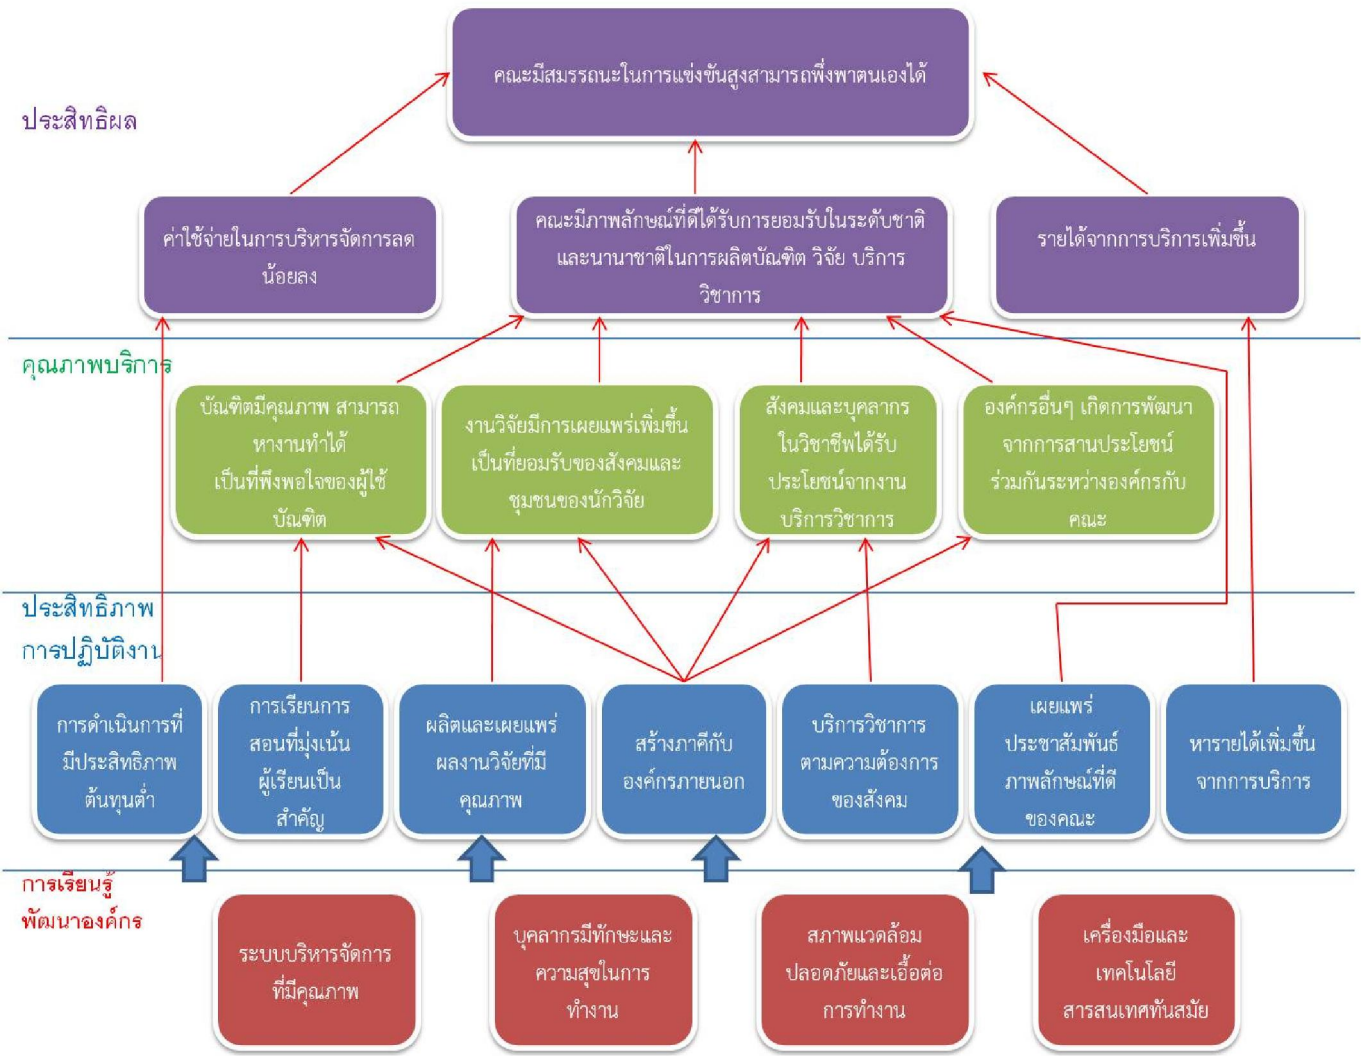 คณะมีสมรรถนะในการแข่งขันสูงสามารถพึ่งพาตนเองได้
ประสิทธิผล
ค่าใช้จ่ายในการบริหารจัดการลด
น้อยลง
คณะมีภาพลักษณ์ที่ดีได้รับการยอมรับในระดับชาติ
และนานาชาติในการผลิตบัณฑิต วิจัย บริการ
วิชาการ
รายได้จากการบริการเพิ่มขึ้น
คุณภาพบริการ
บัณฑิตมีคุณภาพ สามารถ
หางานทำได้
เป็นที่พึงพอใจของผู้ใช้
บัณฑิต
งานวิจัยมีการเผยแพร่เพิ่มขึ้น
เป็นที่ยอมรับของสังคมและ
ชุมชนของนักวิจัย
สังคมและบุคลากร
ในวิชาชีพได้รับ
ประโยชน์จากงาน
บริการวิชาการ
องค์กรอื่นๆ เกิดการพัฒนา
จากการสานประโยชน์
ร่วมกันระหว่างองค์กรกับ
คณะ
ประสิทธิภาพ
การปฏิบัติงาน
การดำเนินการที่
มีประสิทธิภาพ
ต้นทุนต่ำ
การเรียนการ
สอนที่มุ่งเน้น
ผู้เรียนเป็น
สำคัญ
ผลิตและเผยแพร่
ผลงานวิจัยที่มี
คุณภาพ
สร้างภาคีกับ
องค์กรภายนอก
บริการวิชาการ
ตามความต้องการ
ของสังคม
เผยแพร่
ประชาสัมพันธ์
ภาพลักษณ์ที่ดี
ของคณะ
หารายได้เพิ่มขึ้น
จากการบริการ
การเรียนรู้
พัฒนาองค์กร
ระบบบริหารจัดการ
ที่มีคุณภาพ
บุคลากรมีทักษะและ
ความสุขในการ
ทำงาน
สภาพแวดล้อม
ปลอดภัยและเอื้อต่อ
การทำงาน
เครื่องมือและ
เทคโนโลยี
สารสนเทศทันสมัย